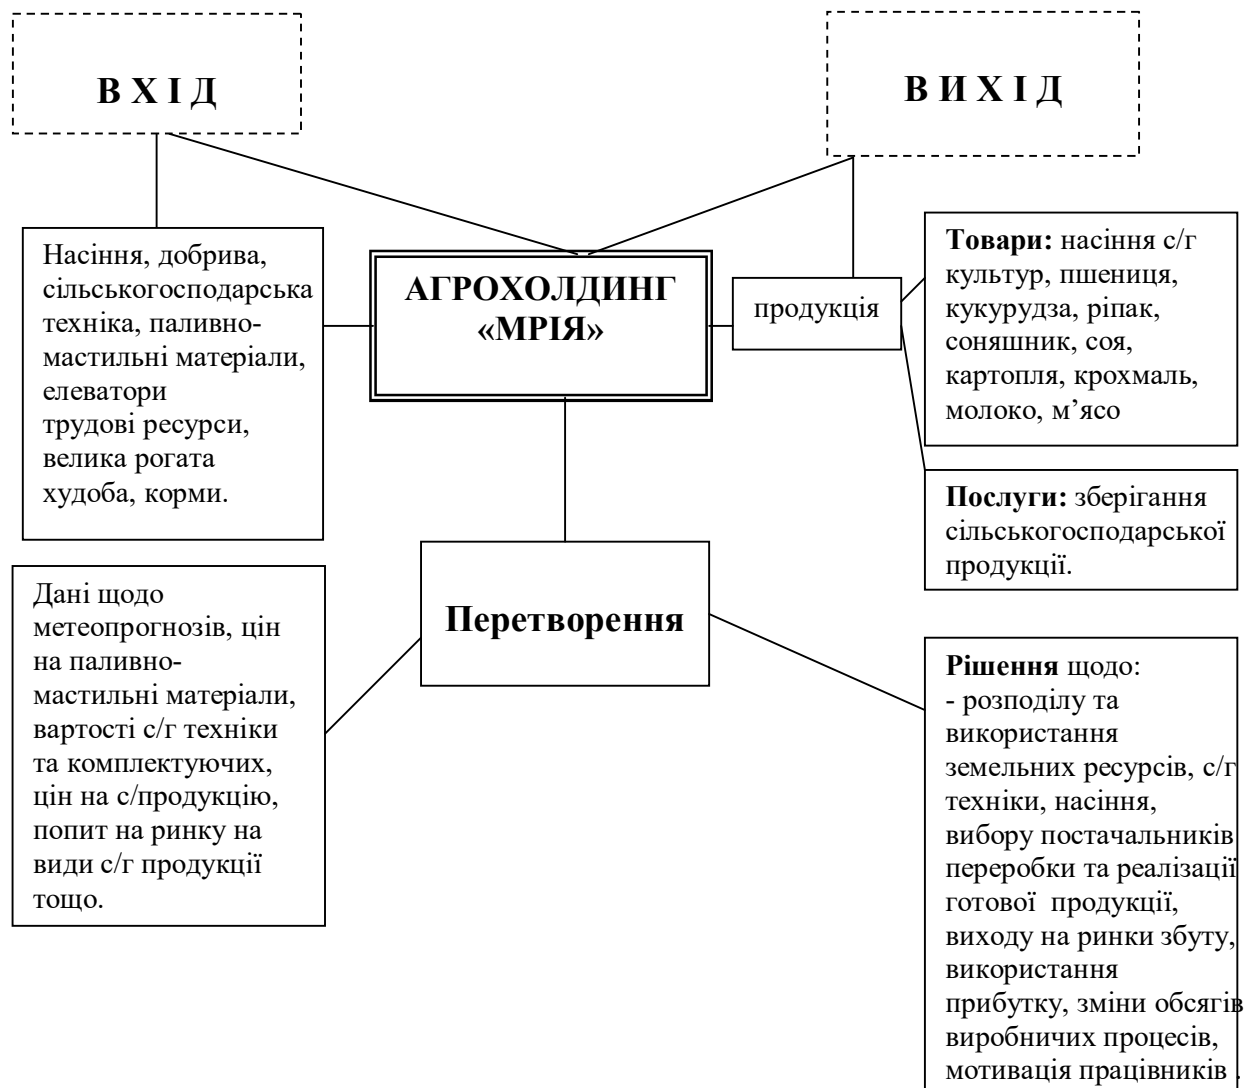 В Х І Д
В И Х І Д
Насіння, добрива,
сільськогосподарська
техніка, паливно-
мастильні матеріали,
елеватори
трудові ресурси,
велика рогата
худоба, корми.
АГРОХОЛДИНГ
«МРІЯ»
продукція
Товари: насіння с/г
культур, пшениця,
кукурудза, ріпак,
соняшник, соя,
картопля, крохмаль,
молоко, м’ясо
Послуги: зберігання
сільськогосподарської
продукції.
Дані щодо
метеопрогнозів, цін
на паливно-
мастильні матеріали,
вартості с/г техніки
та комплектуючих,
цін на с/продукцію,
попит на ринку на
види с/г продукції
тощо.
Перетворення
Рішення щодо:
- розподілу та
використання
земельних ресурсів, с/г
техніки, насіння,
вибору постачальників
переробки та реалізації
готової продукції,
виходу на ринки збуту,
використання
прибутку, зміни обсягів
виробничих процесів,
мотивація працівників .